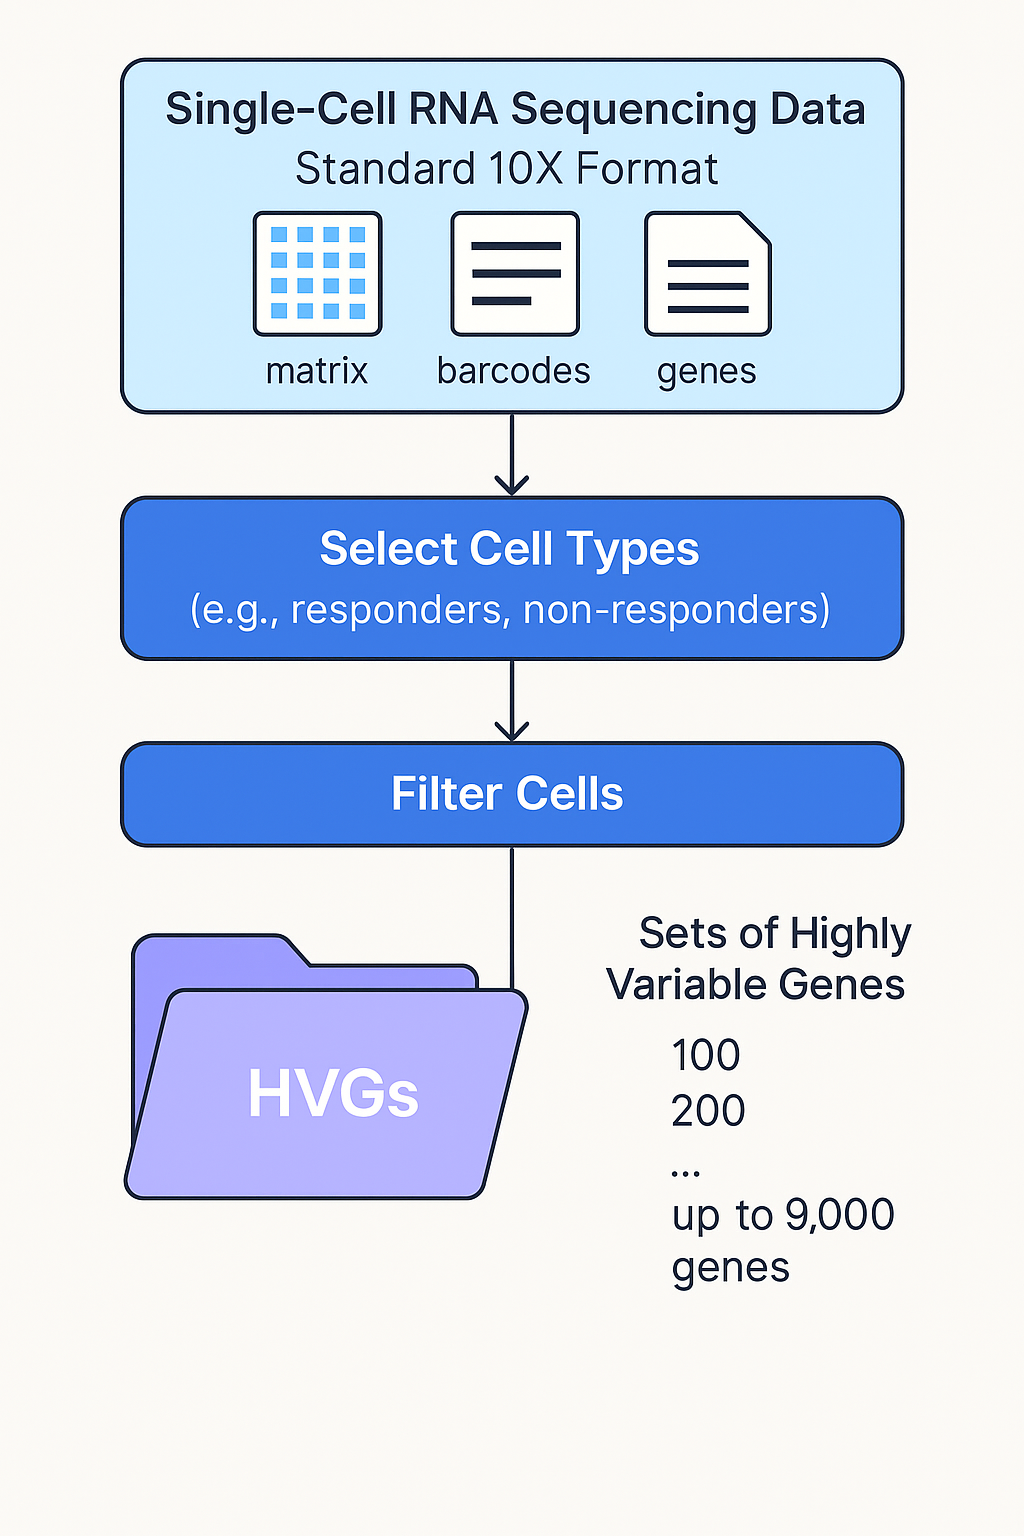 Single-Cell RNA Sequencing Data
Standard 10X Format
matrix
barcodes
genes
Select Cell Types
(e.g., responders, non-responders)
Filter Cells
HVGs
Sets of Highly
Variable Genes
100
200
...
up to 9,000
genes